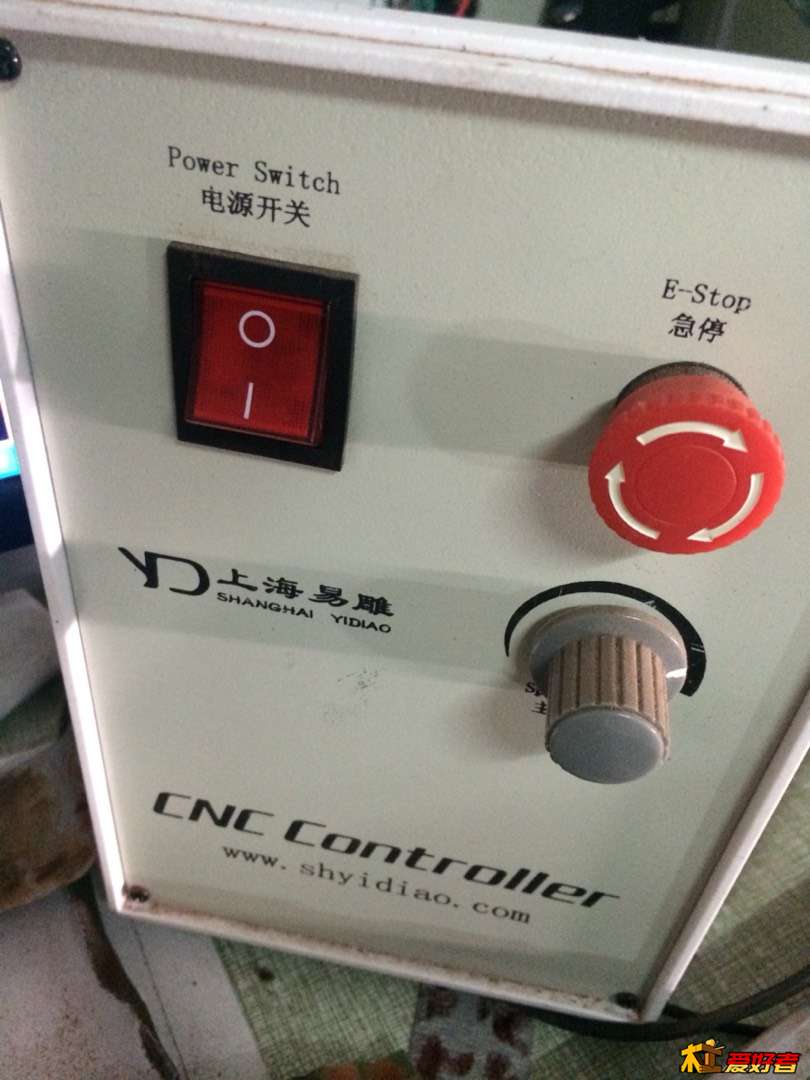 Power Switch
电源开关
E-Stop
急停
O
I
YD 上海易雕
SHANGHAI YIDIAO
CNC Controller
www.shyidiao.com
爱好者